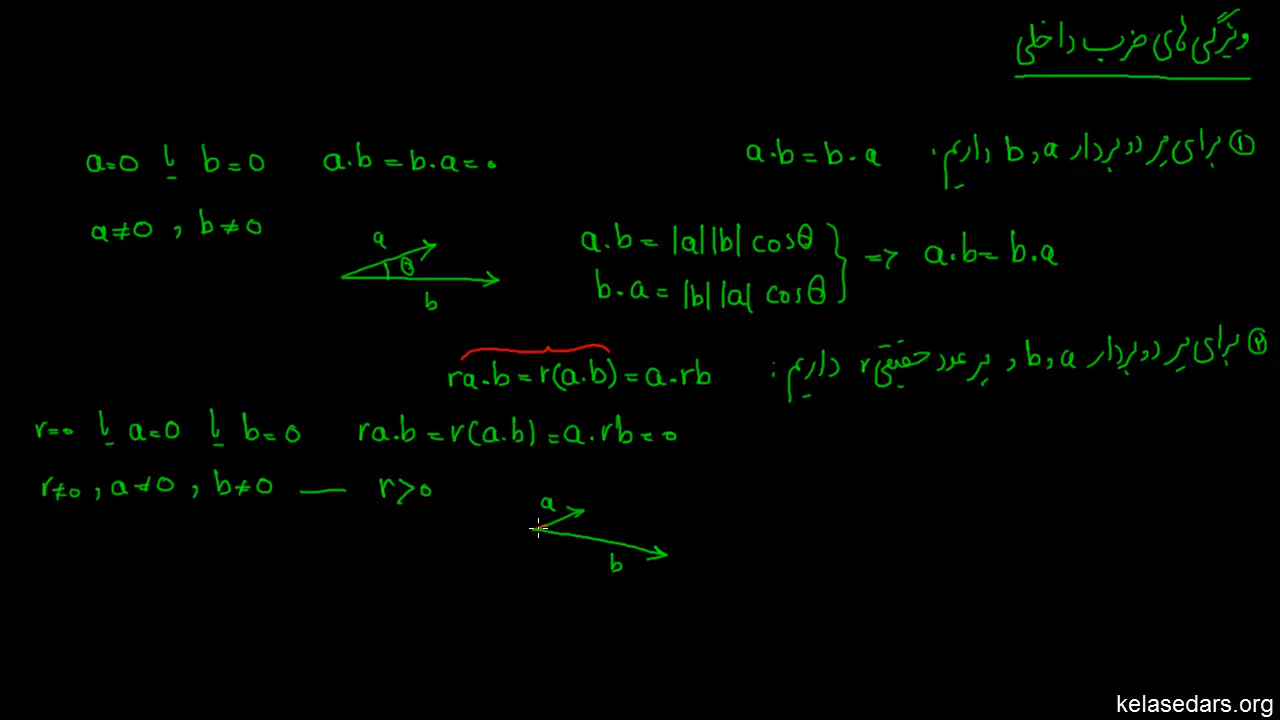 ویژگی های ضرب داخلی
① برای هر دو بردار a و b داریم: a.b = b.a
a=0 یا b=0 a.b = b.a = 0
a≠0 , b≠0
a
θ
b
a.b = |a||b| cosθ
b.a = |b||a| cosθ
=> a.b = b.a
② برای هر دو بردار a و b و هر عدد حقیقی r داریم:
ra.b = r(a.b) = a.rb
r=0 یا a=0 یا b=0 ra.b = r(a.b) = a.rb = 0
r≠0 , a≠0 , b≠0 — r>0
a
b
kelasedars.org